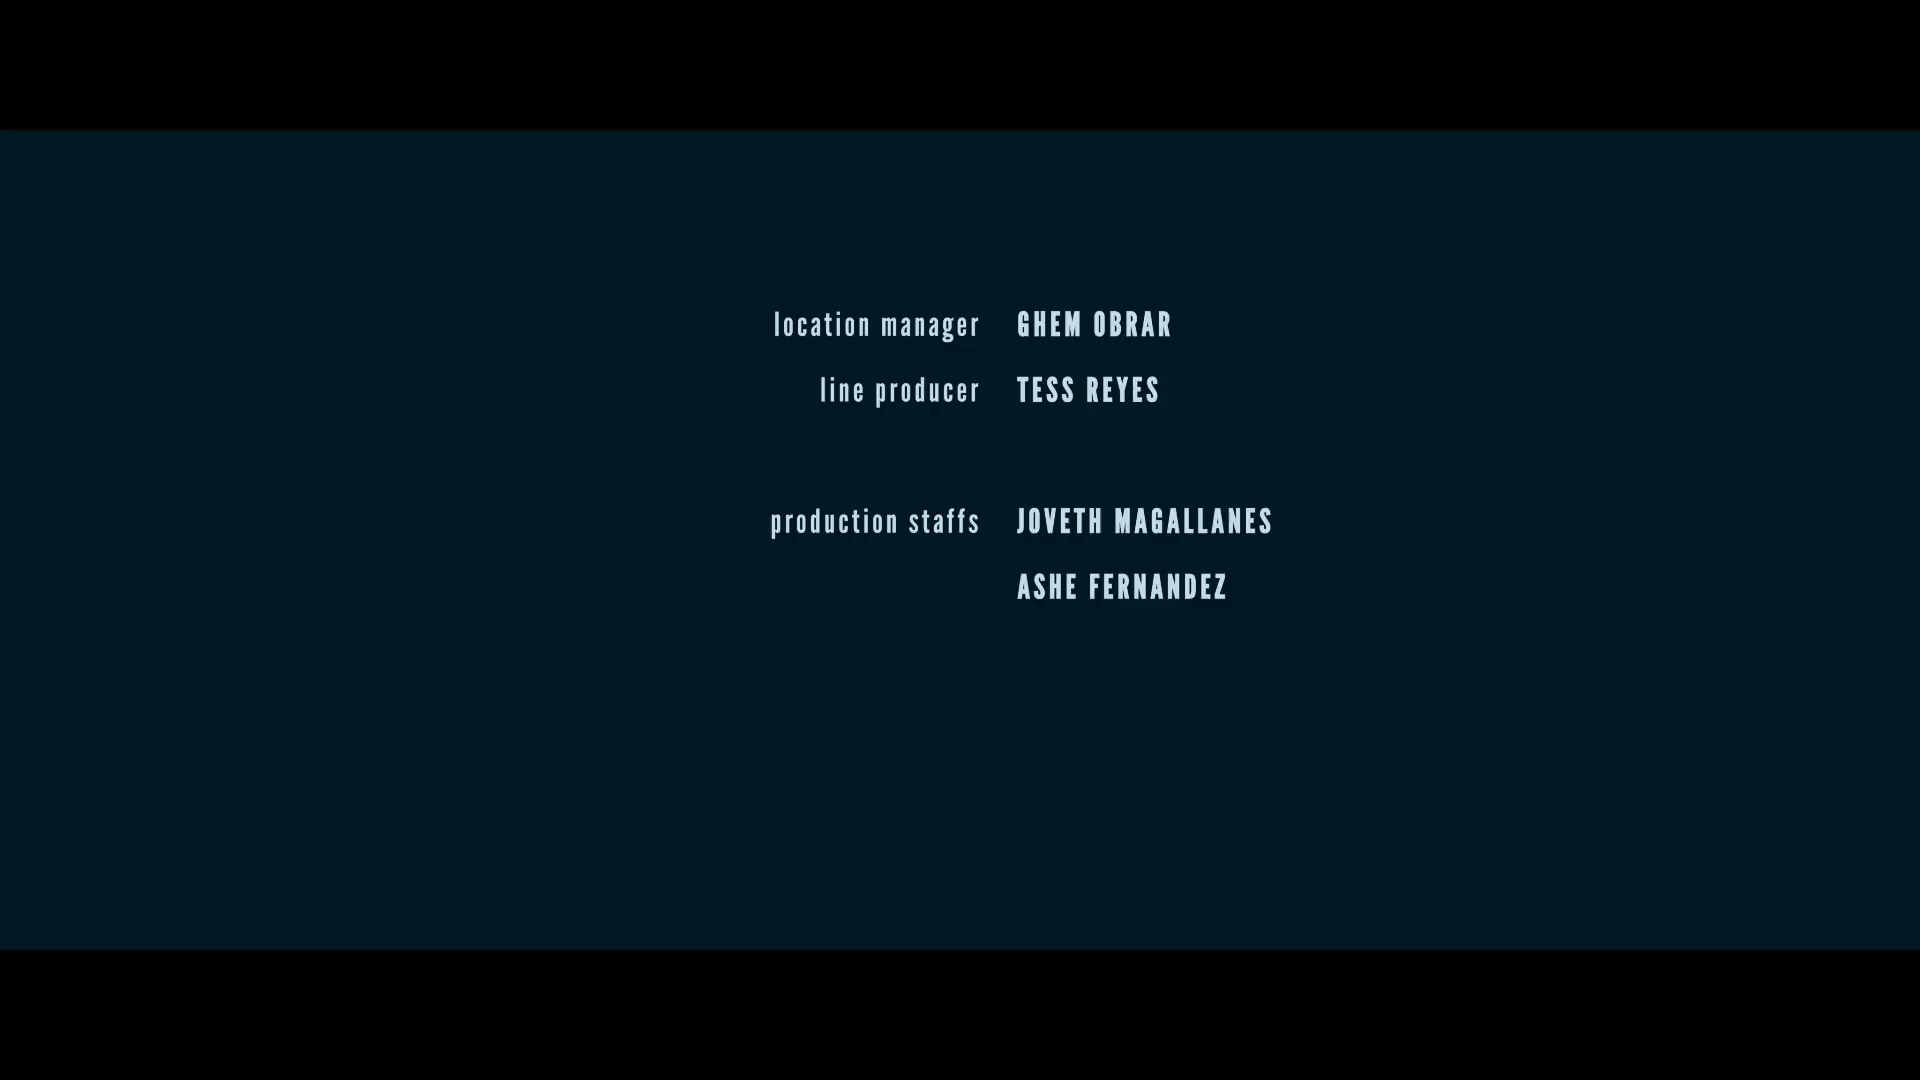 location manager GHEM OBRAR
line producer TESS REYES
production staffs JOVETH MAGALLANES
ASHE FERNANDEZ